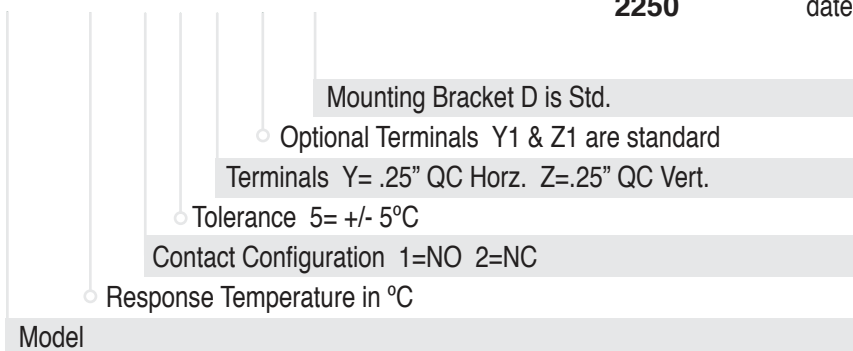 2250 date
Mounting Bracket D is Std.
Optional Terminals Y1 & Z1 are standard
Terminals Y= .25” QC Horz. Z=.25” QC Vert.
Tolerance 5= +/- 5ºC
Contact Configuration 1=NO 2=NC
Response Temperature in ºC
Model